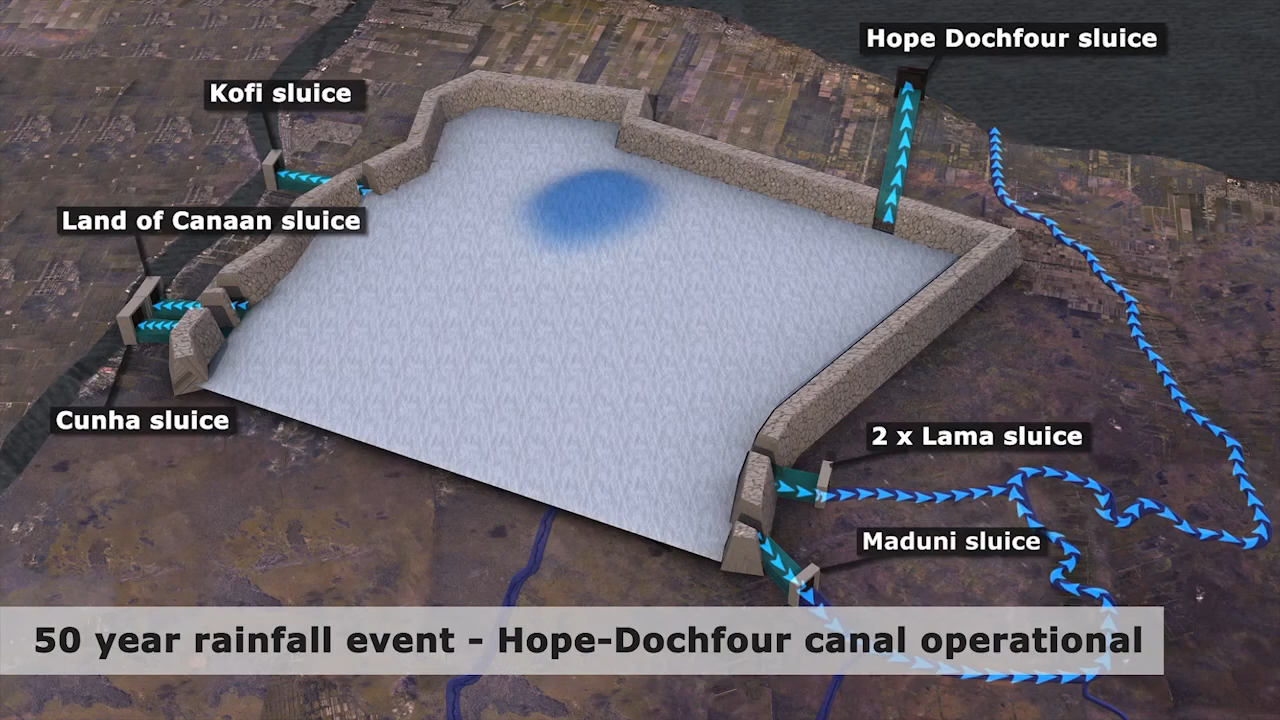 Hope Dochfour sluice
Kofi sluice
Land of Canaan sluice
Cunha sluice
2 x Lama sluice
Maduni sluice
50 year rainfall event - Hope-Dochfour canal operational